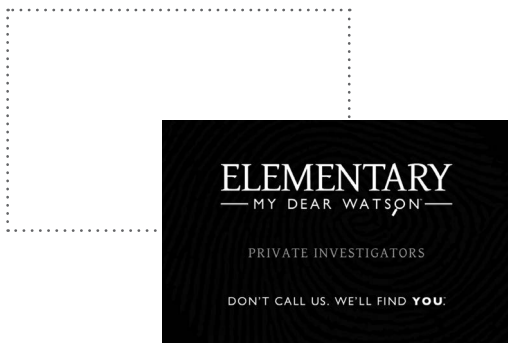 ELEMENTARY
MY DEAR WATSON
PRIVATE INVESTIGATORS
DON'T CALL US. WE'LL FIND YOU.